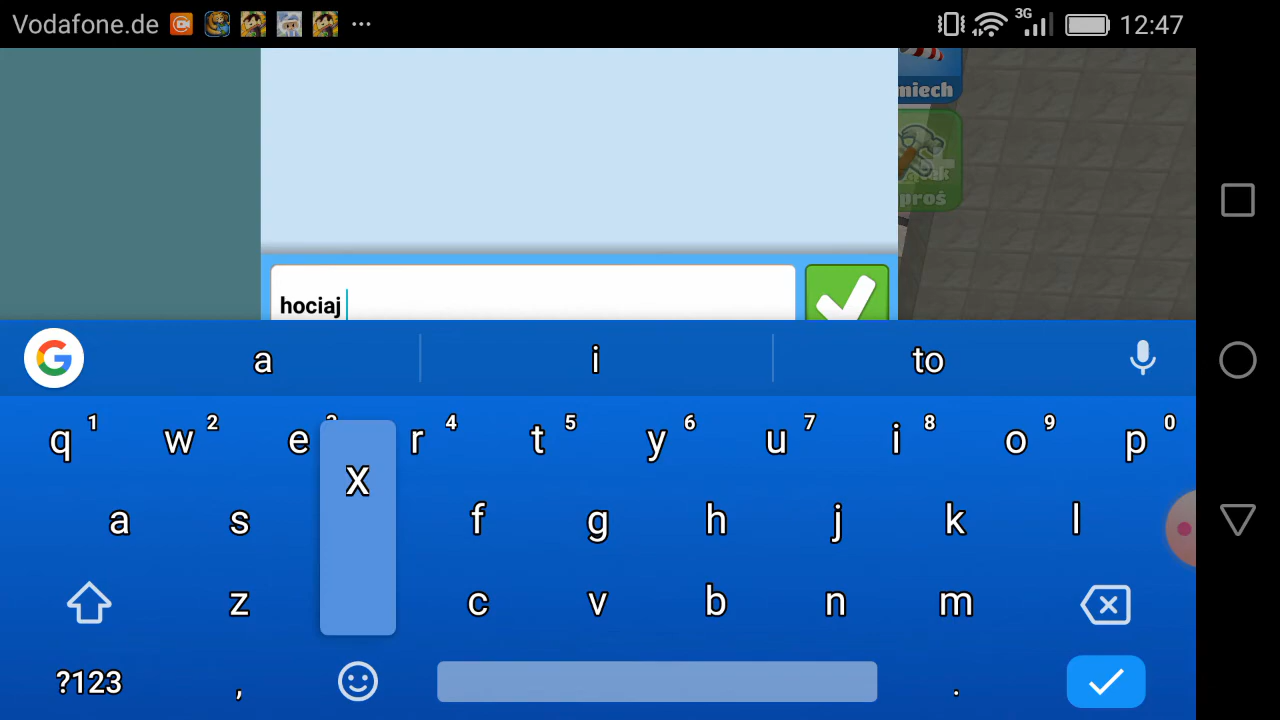 Vodafone.de 3G 12:47
miech
proś
hociaj
a i to
q 1 w 2 e r 4 t 5 y 6 u 7 i 8 o 9 p 0
a s x f g h j k l
z c v b n m
?123 , .